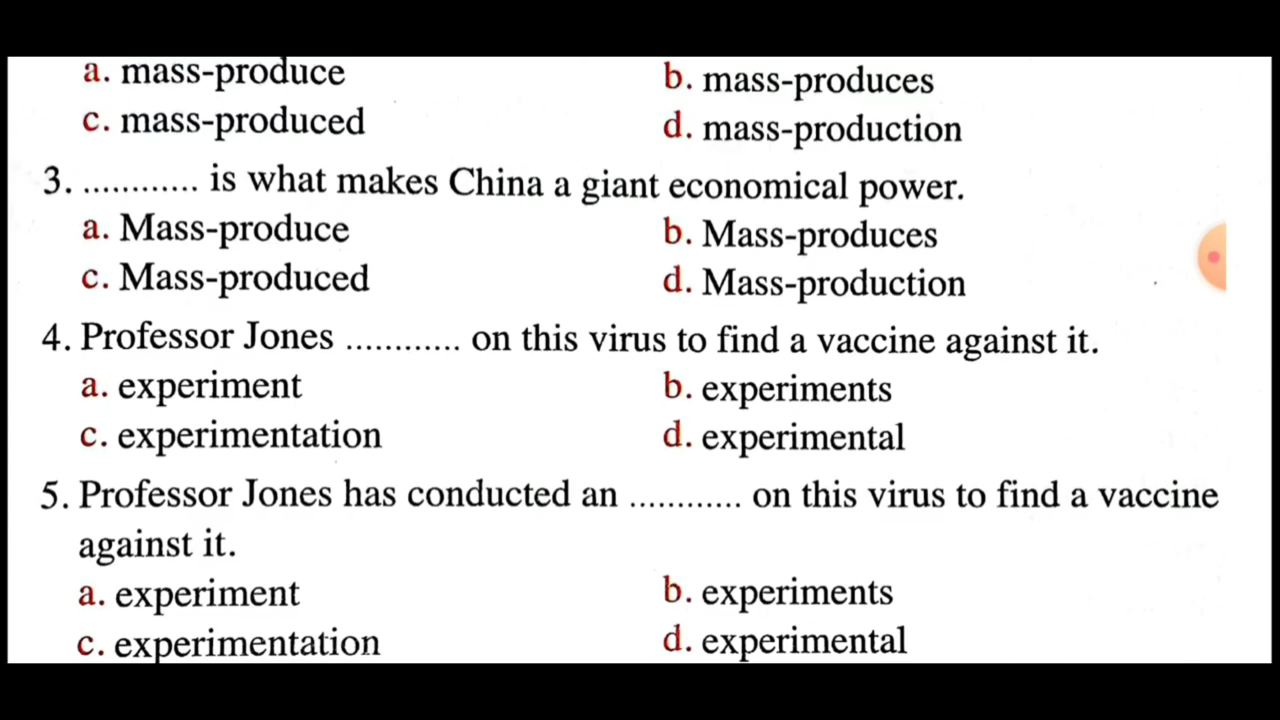 a. mass-produce b. mass-produces
c. mass-produced d. mass-production
3. ............ is what makes China a giant economical power.
a. Mass-produce b. Mass-produces
c. Mass-produced d. Mass-production
4. Professor Jones ............ on this virus to find a vaccine against it.
a. experiment b. experiments
c. experimentation d. experimental
5. Professor Jones has conducted an ............ on this virus to find a vaccine
against it.
a. experiment b. experiments
c. experimentation d. experimental